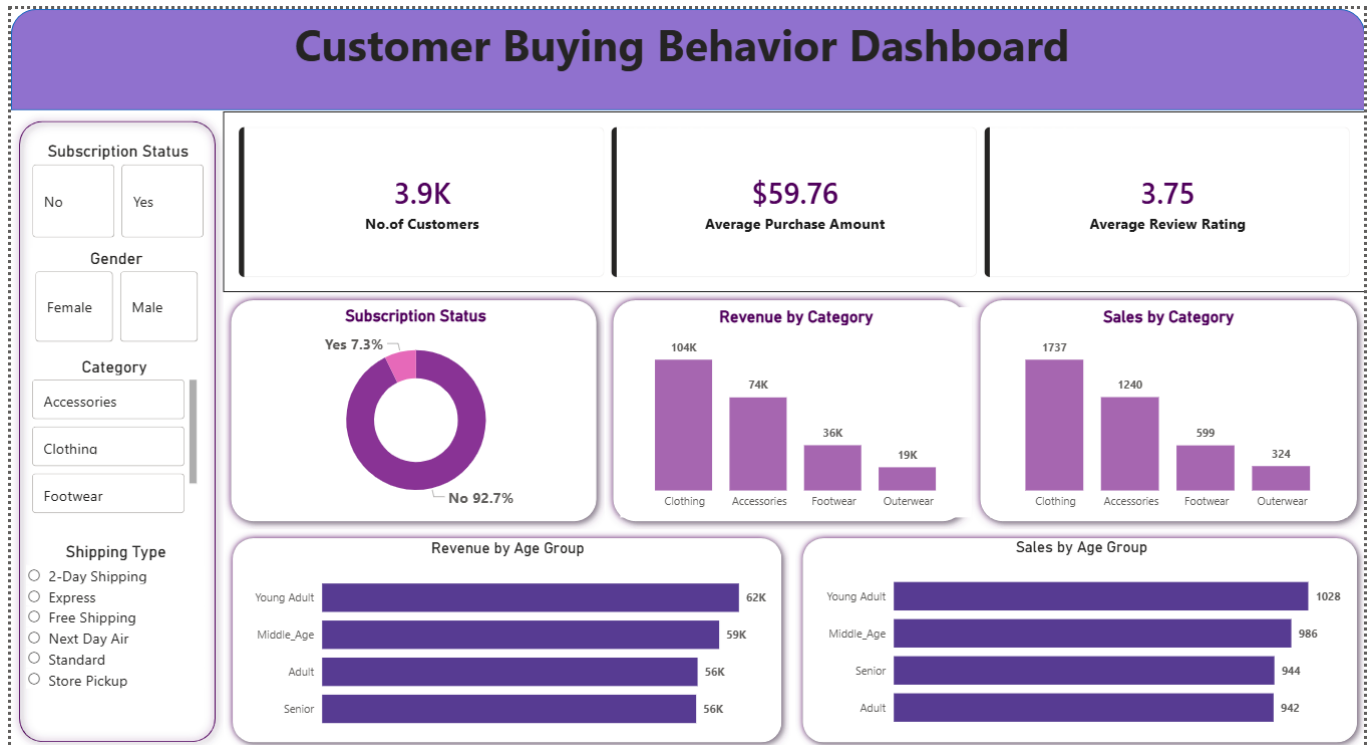 Customer Buying Behavior Dashboard
Subscription Status
No
Yes
Gender
Female
Male
Category
Accessories
Clothing
Footwear
Shipping Type
2-Day Shipping
Express
Free Shipping
Next Day Air
Standard
Store Pickup
3.9K
No.of Customers
$59.76
Average Purchase Amount
3.75
Average Review Rating
Subscription Status
Yes 7.3%
No 92.7%
Revenue by Category
104K
74K
36K
19K
Clothing
Accessories
Footwear
Outerwear
Sales by Category
1737
1240
599
324
Clothing
Accessories
Footwear
Outerwear
Revenue by Age Group
Young Adult 62K
Middle_Age 59K
Adult 56K
Senior 56K
Sales by Age Group
Young Adult 1028
Middle_Age 986
Senior 944
Adult 942